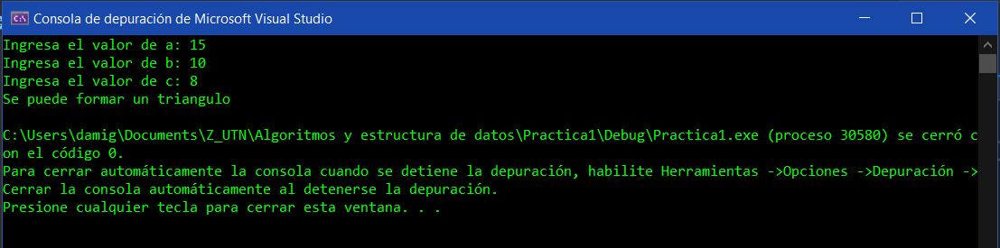 Consola de depuración de Microsoft Visual Studio
Ingresa el valor de a: 15
Ingresa el valor de b: 10
Ingresa el valor de c: 8
Se puede formar un triangulo
C:\Users\damig\Documents\Z_UTN\Algoritmos y estructura de datos\Practica1\Debug\Practica1.exe (proceso 30580) se cerró c
on el código 0.
Para cerrar automáticamente la consola cuando se detiene la depuración, habilite Herramientas ->Opciones ->Depuración ->
Cerrar la consola automáticamente al detenerse la depuración.
Presione cualquier tecla para cerrar esta ventana. . .